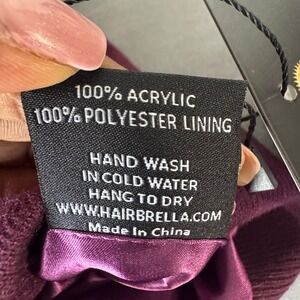 100% ACRYLIC
100% POLYESTER LINING
HAND WASH
IN COLD WATER
HANG TO DRY
WWW.HAIRBRELLA.COM
Made In China